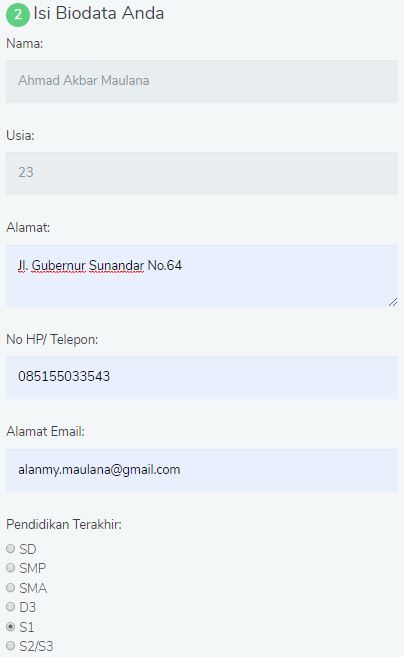 2 Isi Biodata Anda
Nama:
Ahmad Akbar Maulana
Usia:
23
Alamat:
Jl. Gubernur Sunandar No.64
No HP/ Telepon:
085155033543
Alamat Email:
alanmy.maulana@gmail.com
Pendidikan Terakhir:
SD
SMP
SMA
D3
S1
S2/S3